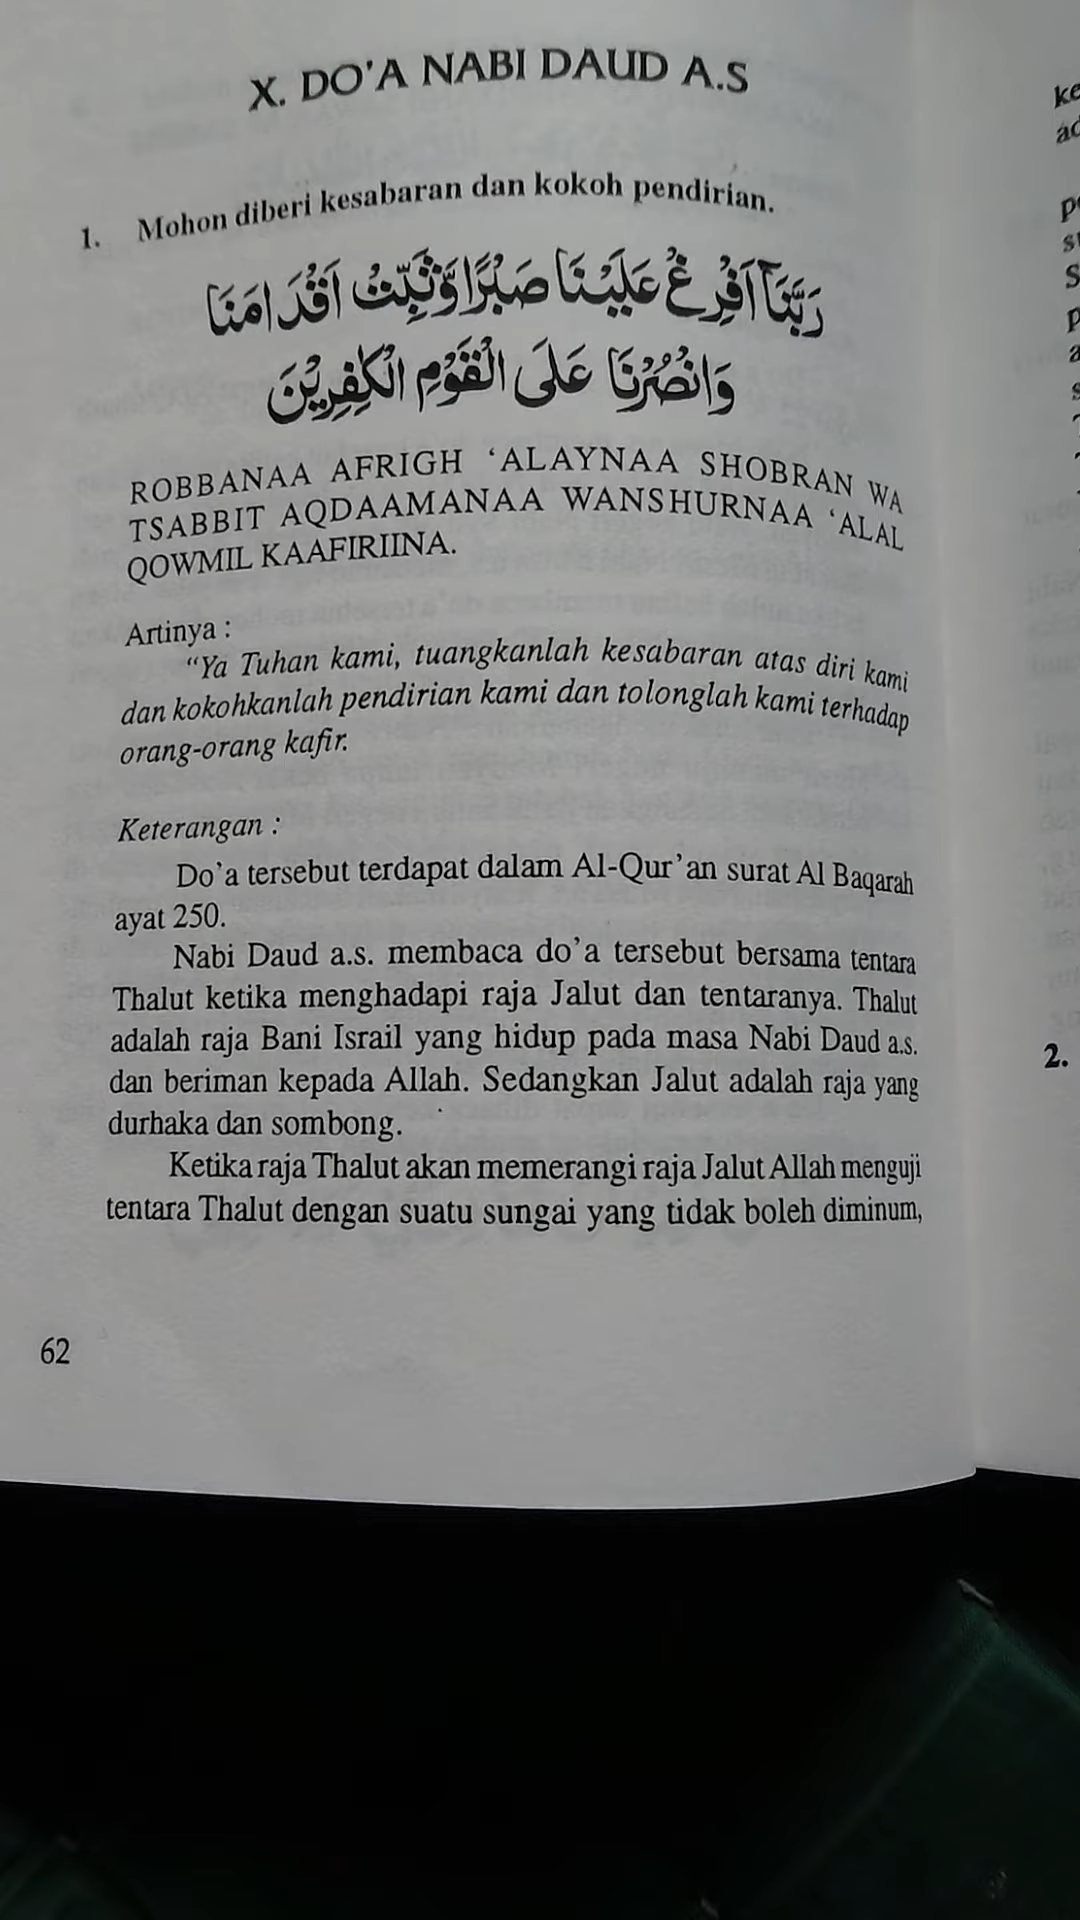 X. DO'A NABI DAUD A.S
1. Mohon diberi kesabaran dan kokoh pendirian.
رَبَّنَآ اَفْرِغْ عَلَيْنَا صَبْرًا وَّثَبِّتْ اَقْدَامَنَا
وَانْصُرْنَا عَلَى الْقَوْمِ الْكٰفِرِيْنَ
ROBBANAA AFRIGH 'ALAYNAA SHOBRAN WA
TSABBIT AQDAAMANAA WANSHURNAA 'ALAL
QOWMIL KAAFIRIINA.
Artinya :
"Ya Tuhan kami, tuangkanlah kesabaran atas diri kami
dan kokohkanlah pendirian kami dan tolonglah kami terhadap
orang-orang kafir.
Keterangan :
Do'a tersebut terdapat dalam Al-Qur'an surat Al Baqarah
ayat 250.
Nabi Daud a.s. membaca do'a tersebut bersama tentara
Thalut ketika menghadapi raja Jalut dan tentaranya. Thalut
adalah raja Bani Israil yang hidup pada masa Nabi Daud a.s.
dan beriman kepada Allah. Sedangkan Jalut adalah raja yang
durhaka dan sombong.
Ketika raja Thalut akan memerangi raja Jalut Allah menguji
tentara Thalut dengan suatu sungai yang tidak boleh diminum,
62
2.